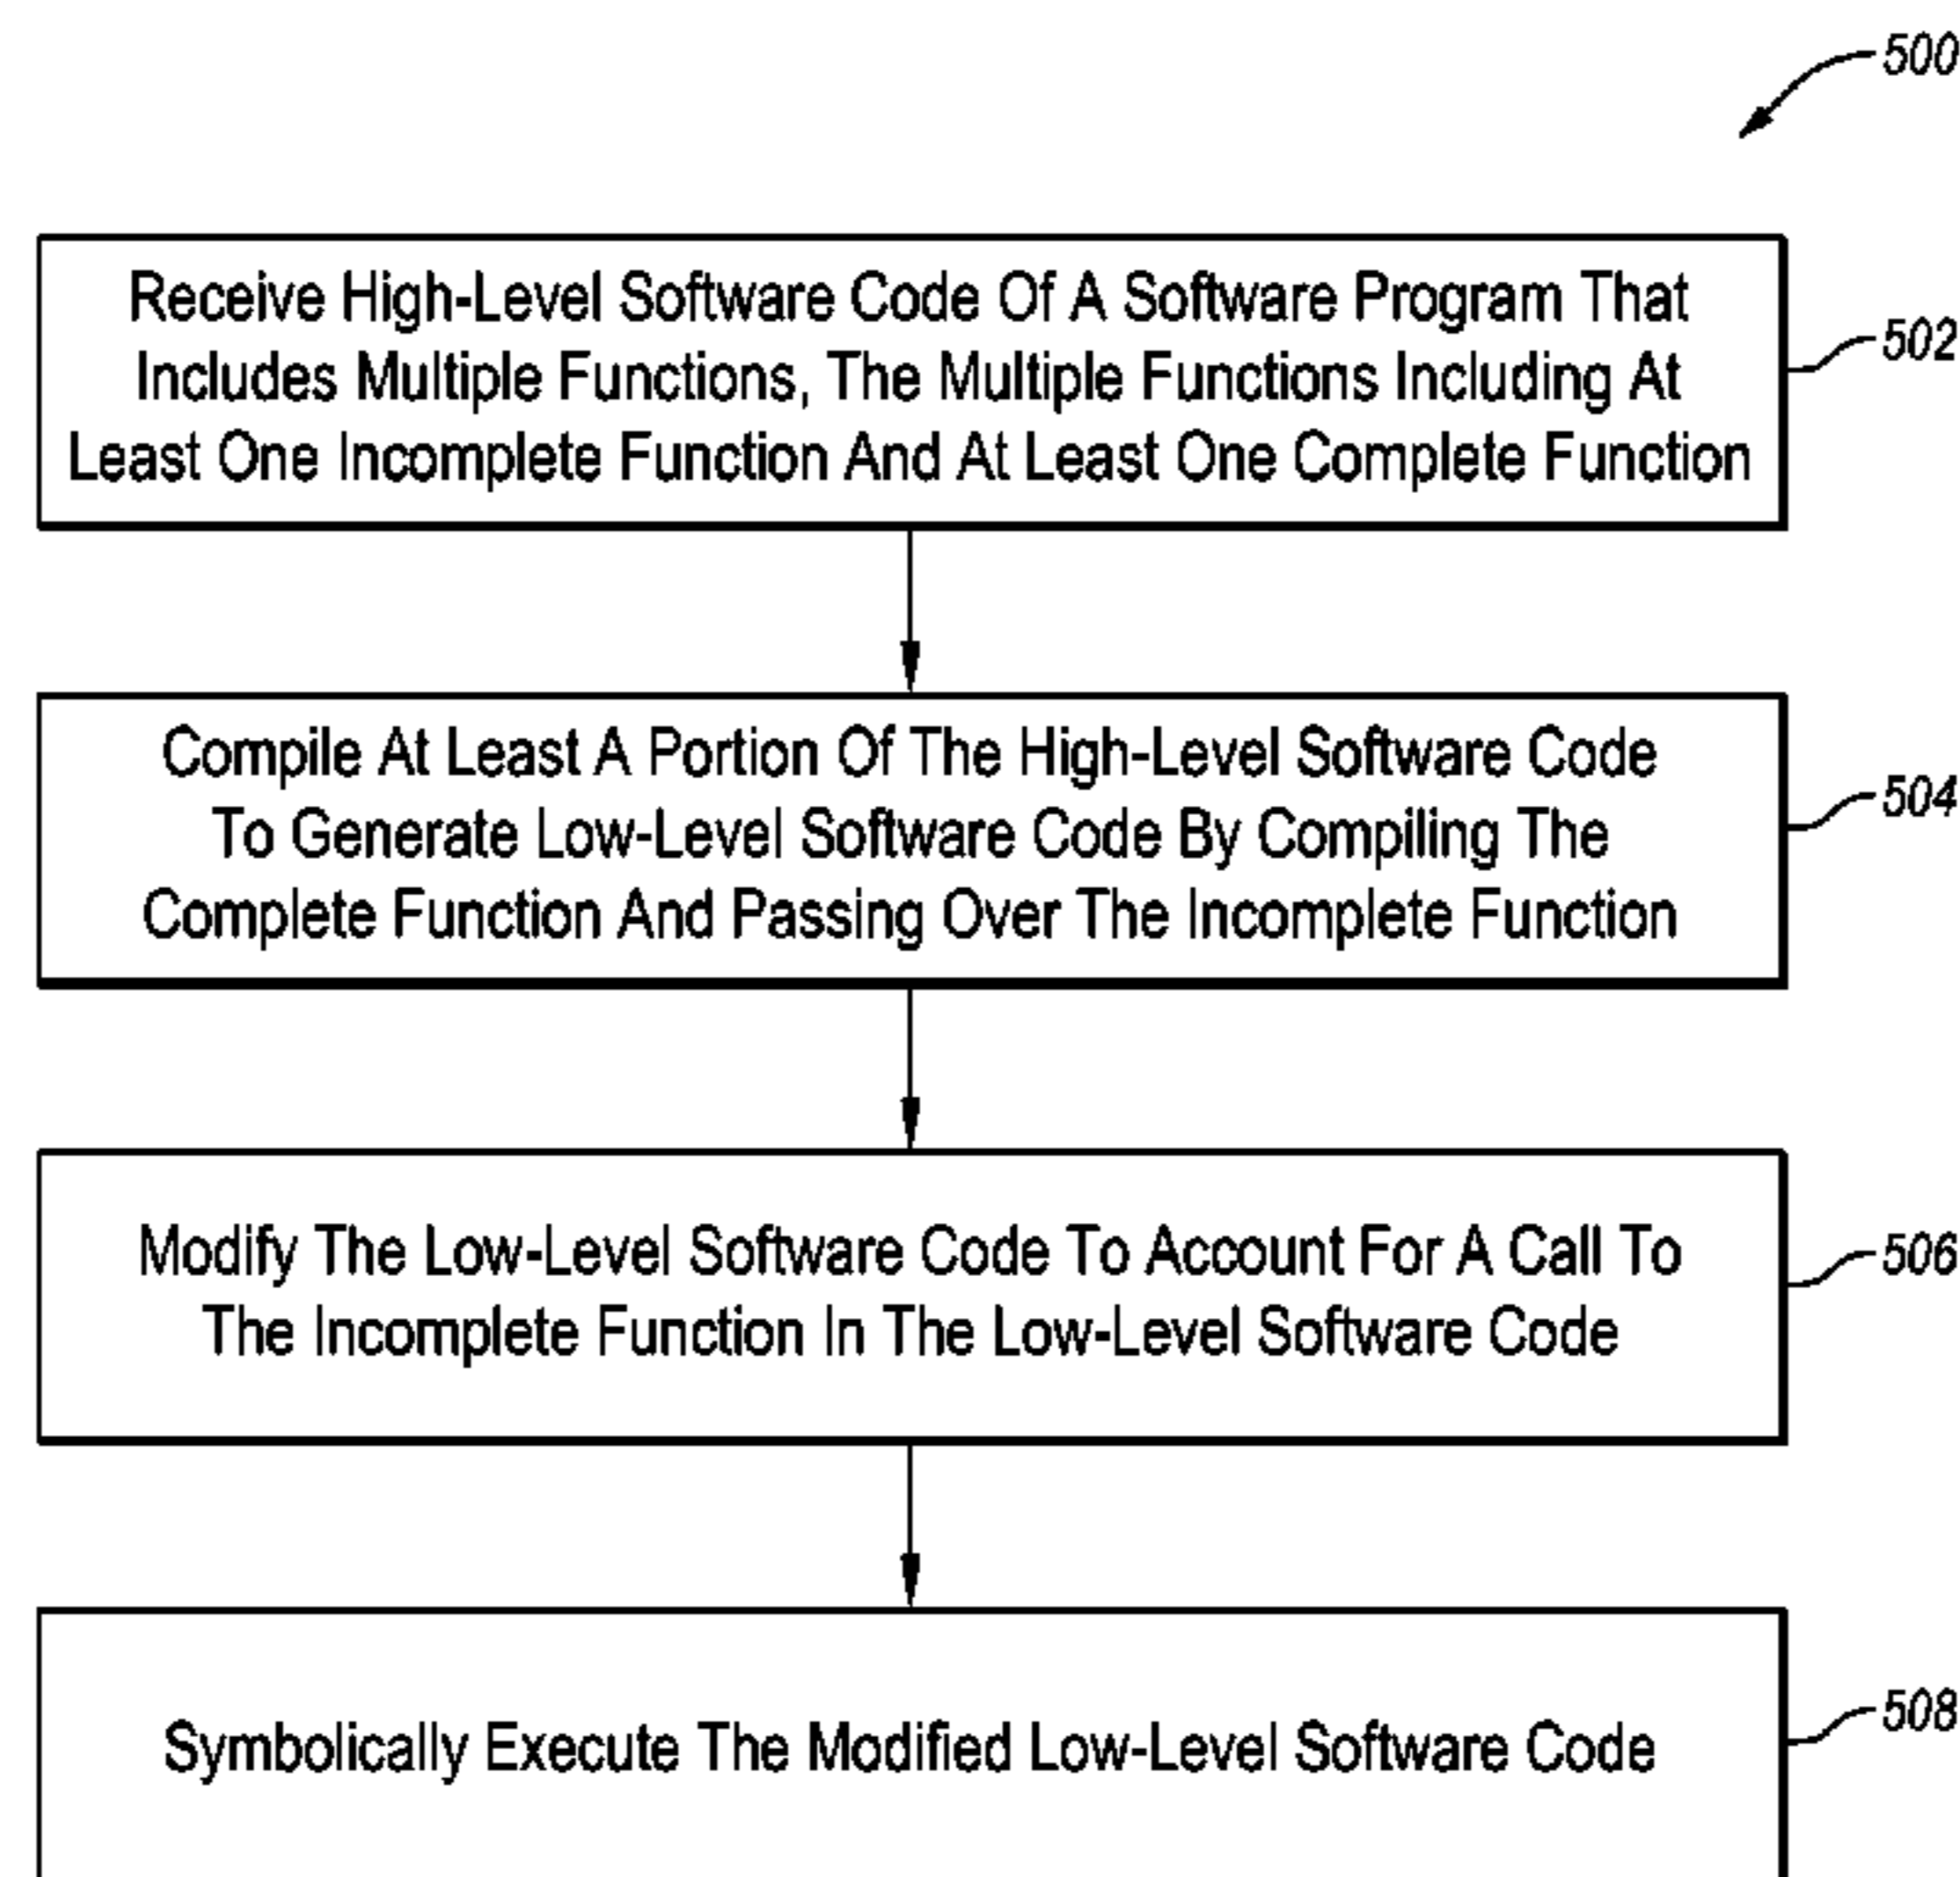 500
Receive High-Level Software Code Of A Software Program That
Includes Multiple Functions, The Multiple Functions Including At
Least One Incomplete Function And At Least One Complete Function
502
Compile At Least A Portion Of The High-Level Software Code
To Generate Low-Level Software Code By Compiling The
Complete Function And Passing Over The Incomplete Function
504
Modify The Low-Level Software Code To Account For A Call To
The Incomplete Function In The Low-Level Software Code
506
Symbolically Execute The Modified Low-Level Software Code
508